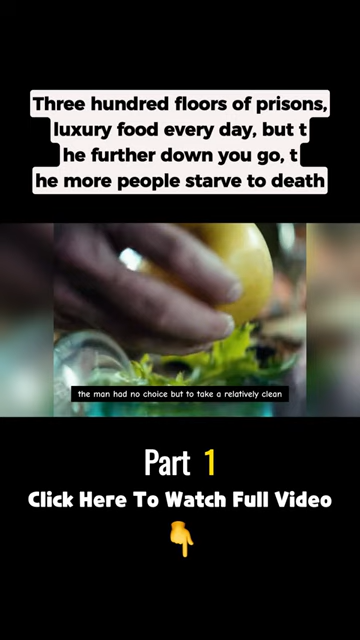 Three hundred floors of prisons,
luxury food every day, but t
he further down you go, t
he more people starve to death
the man had no choice but to take a relatively clean
Part 1
Click Here To Watch Full Video
👇